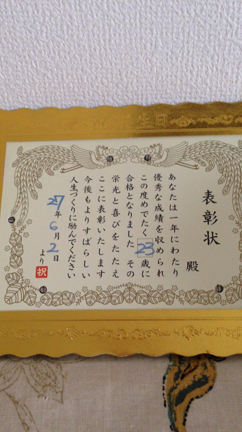 表彰状
殿
あなたは一年にわたり
優秀な成績を収められ
この度めでたく23歳に
合格となりました その
栄光と喜びをたたえ
ここに表彰いたします
今後もよりすばらしい
人生づくりに励んでください
27年6月2日
より
祝